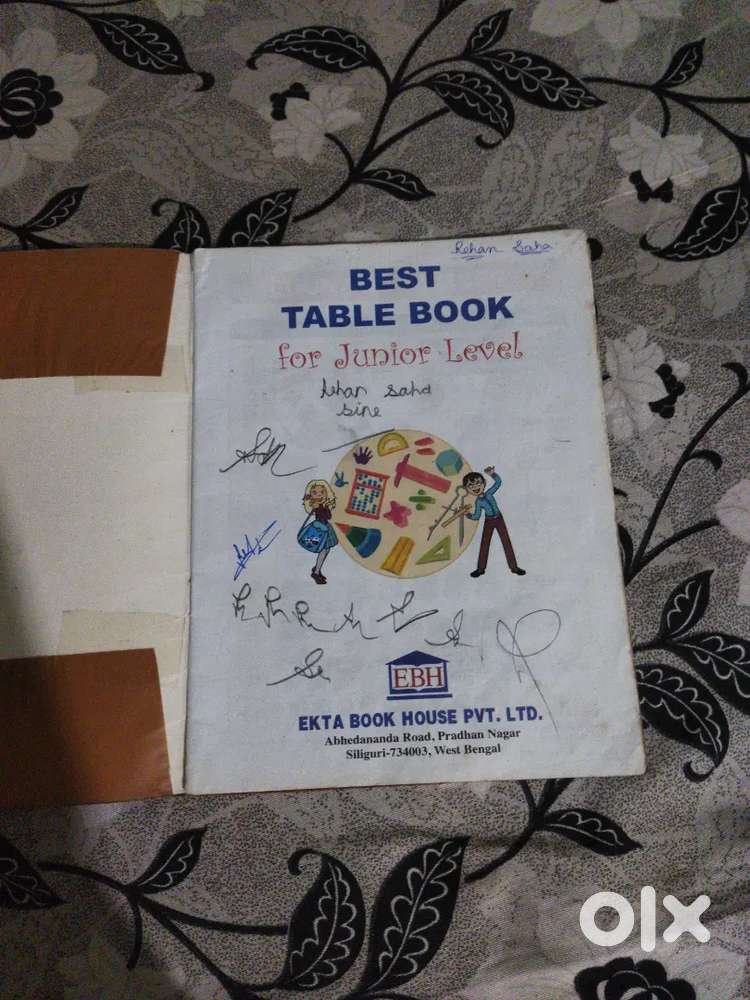 Rehan Saha
BEST
TABLE BOOK
for Junior Level
Rehan Saha
Sine
EBH
EKTA BOOK HOUSE PVT. LTD.
Abhedananda Road, Pradhan Nagar
Siliguri-734003, West Bengal
olx